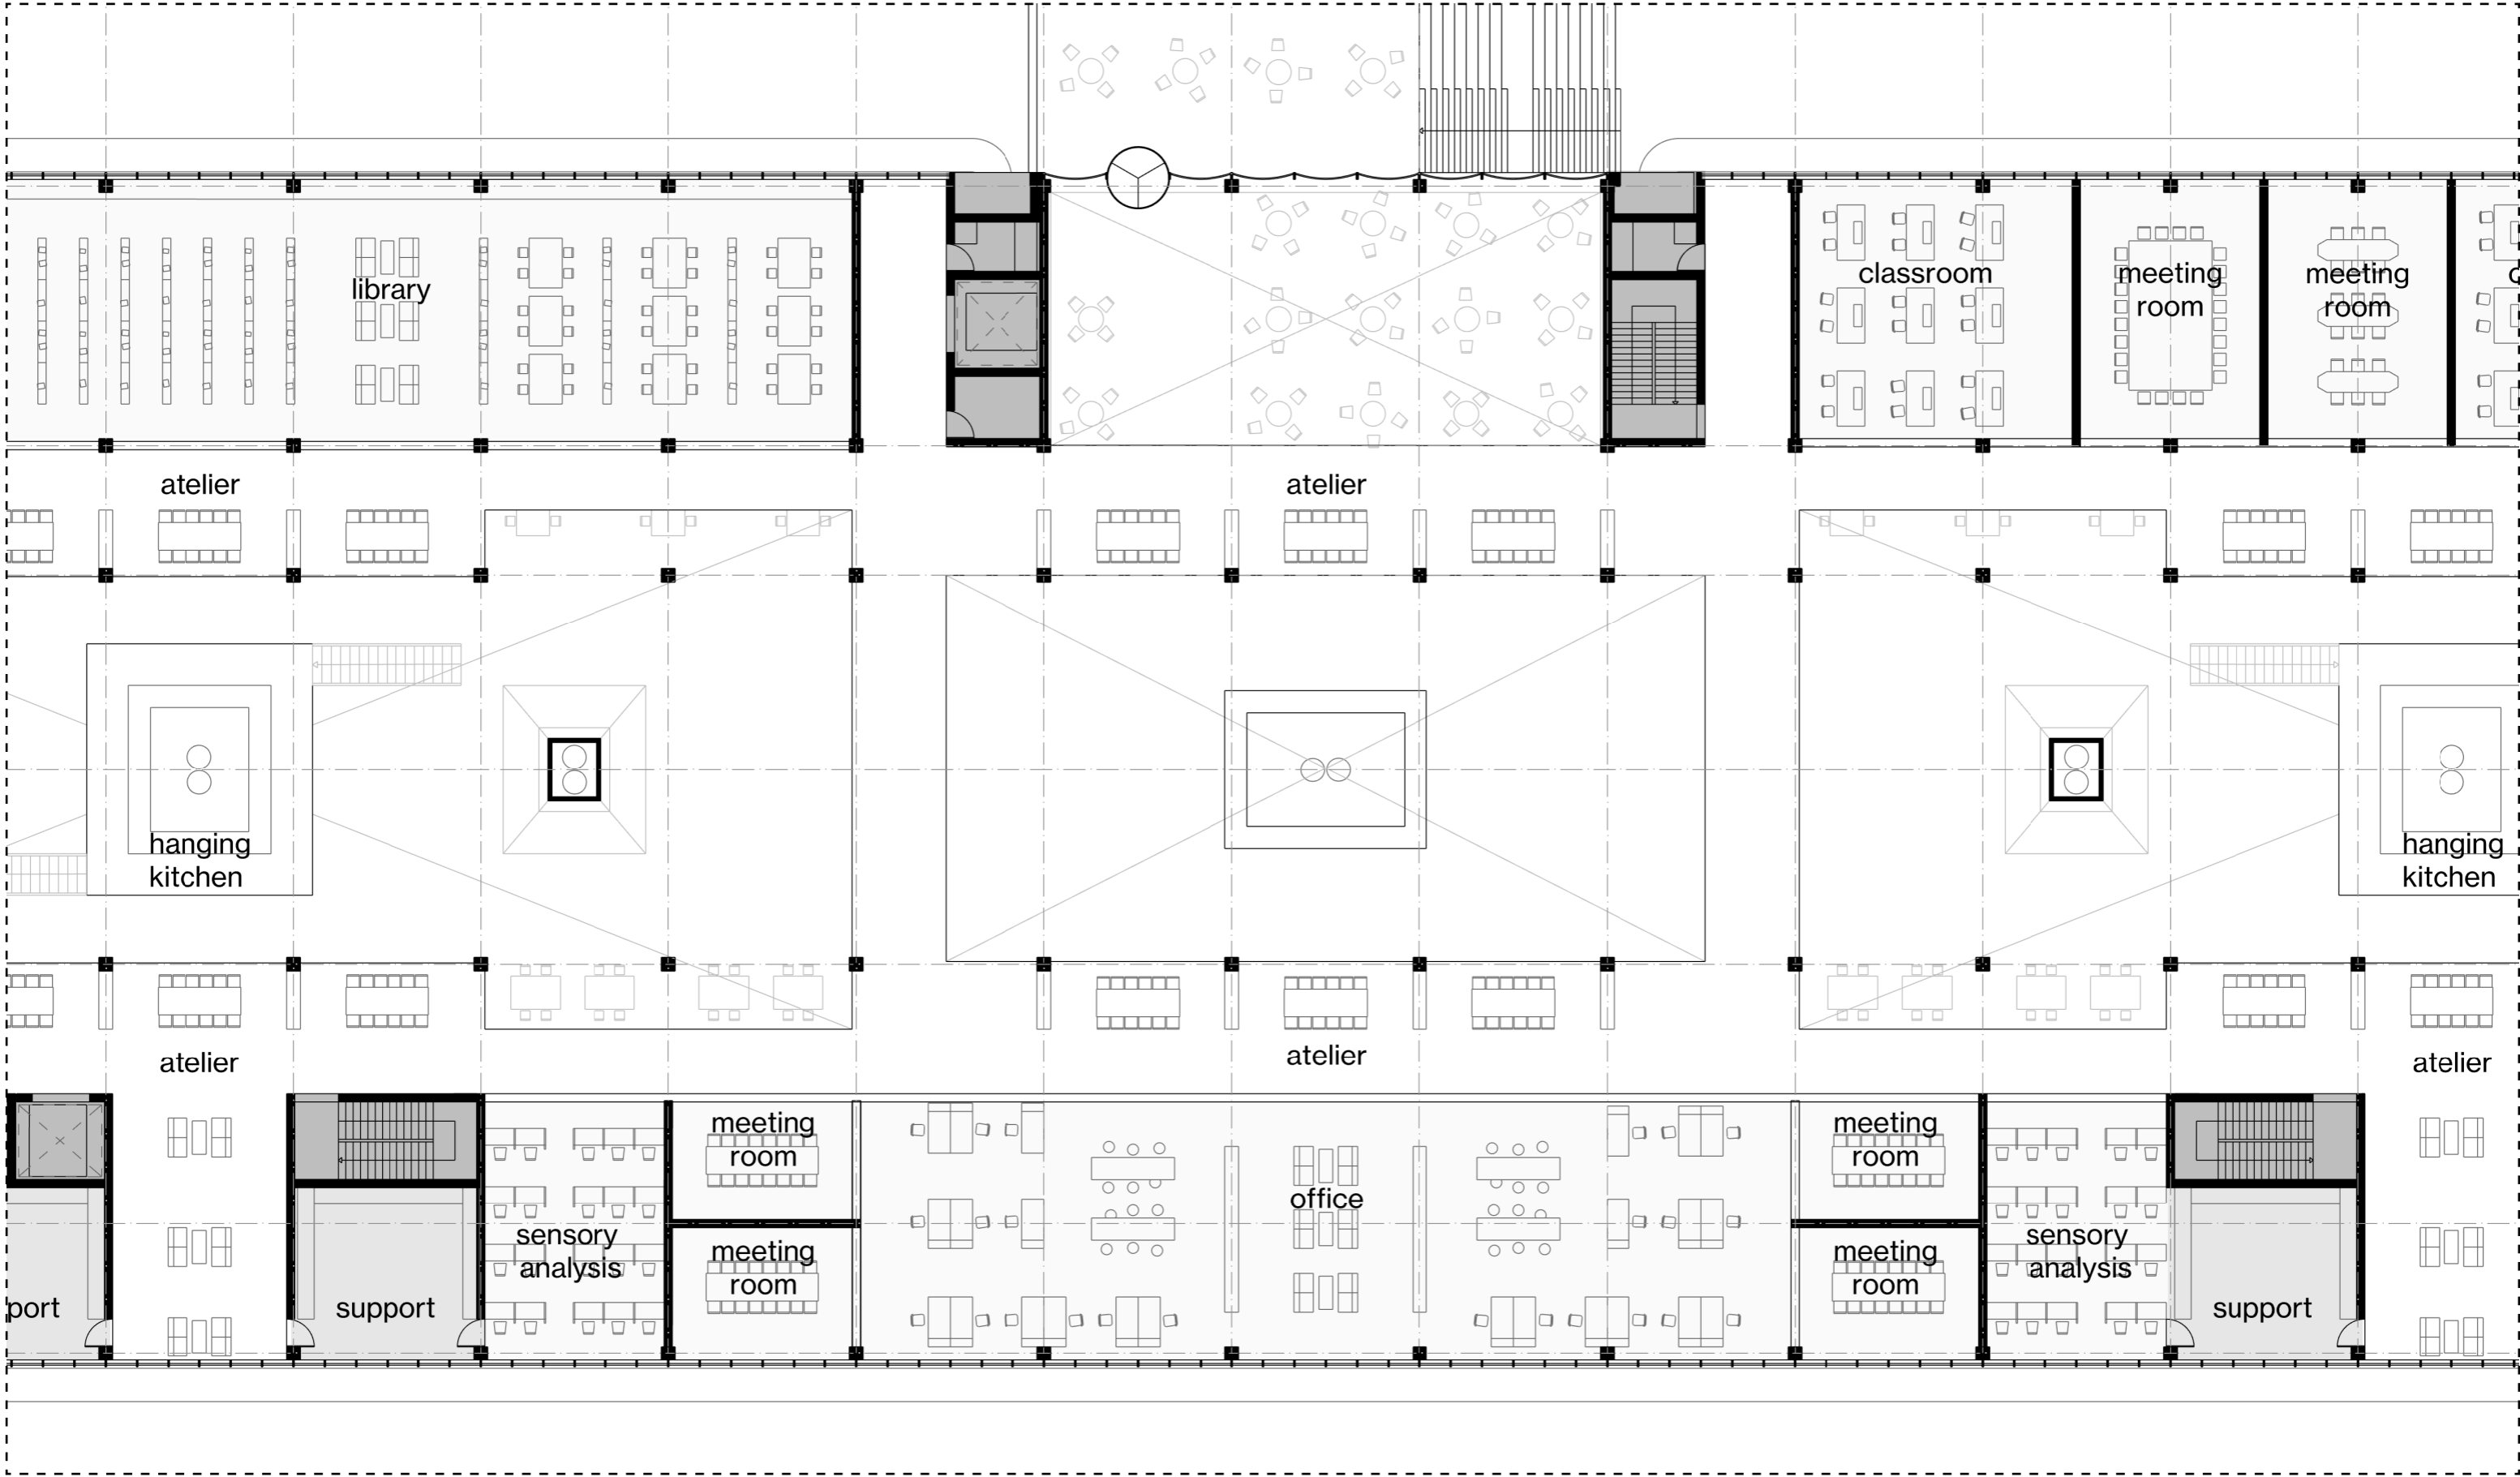 library
classroom
meeting
room
meeting
room
c
atelier
atelier
hanging
kitchen
hanging
kitchen
atelier
atelier
atelier
meeting
room
meeting
room
office
sensory
analysis
sensory
analysis
meeting
room
meeting
room
port
support
support